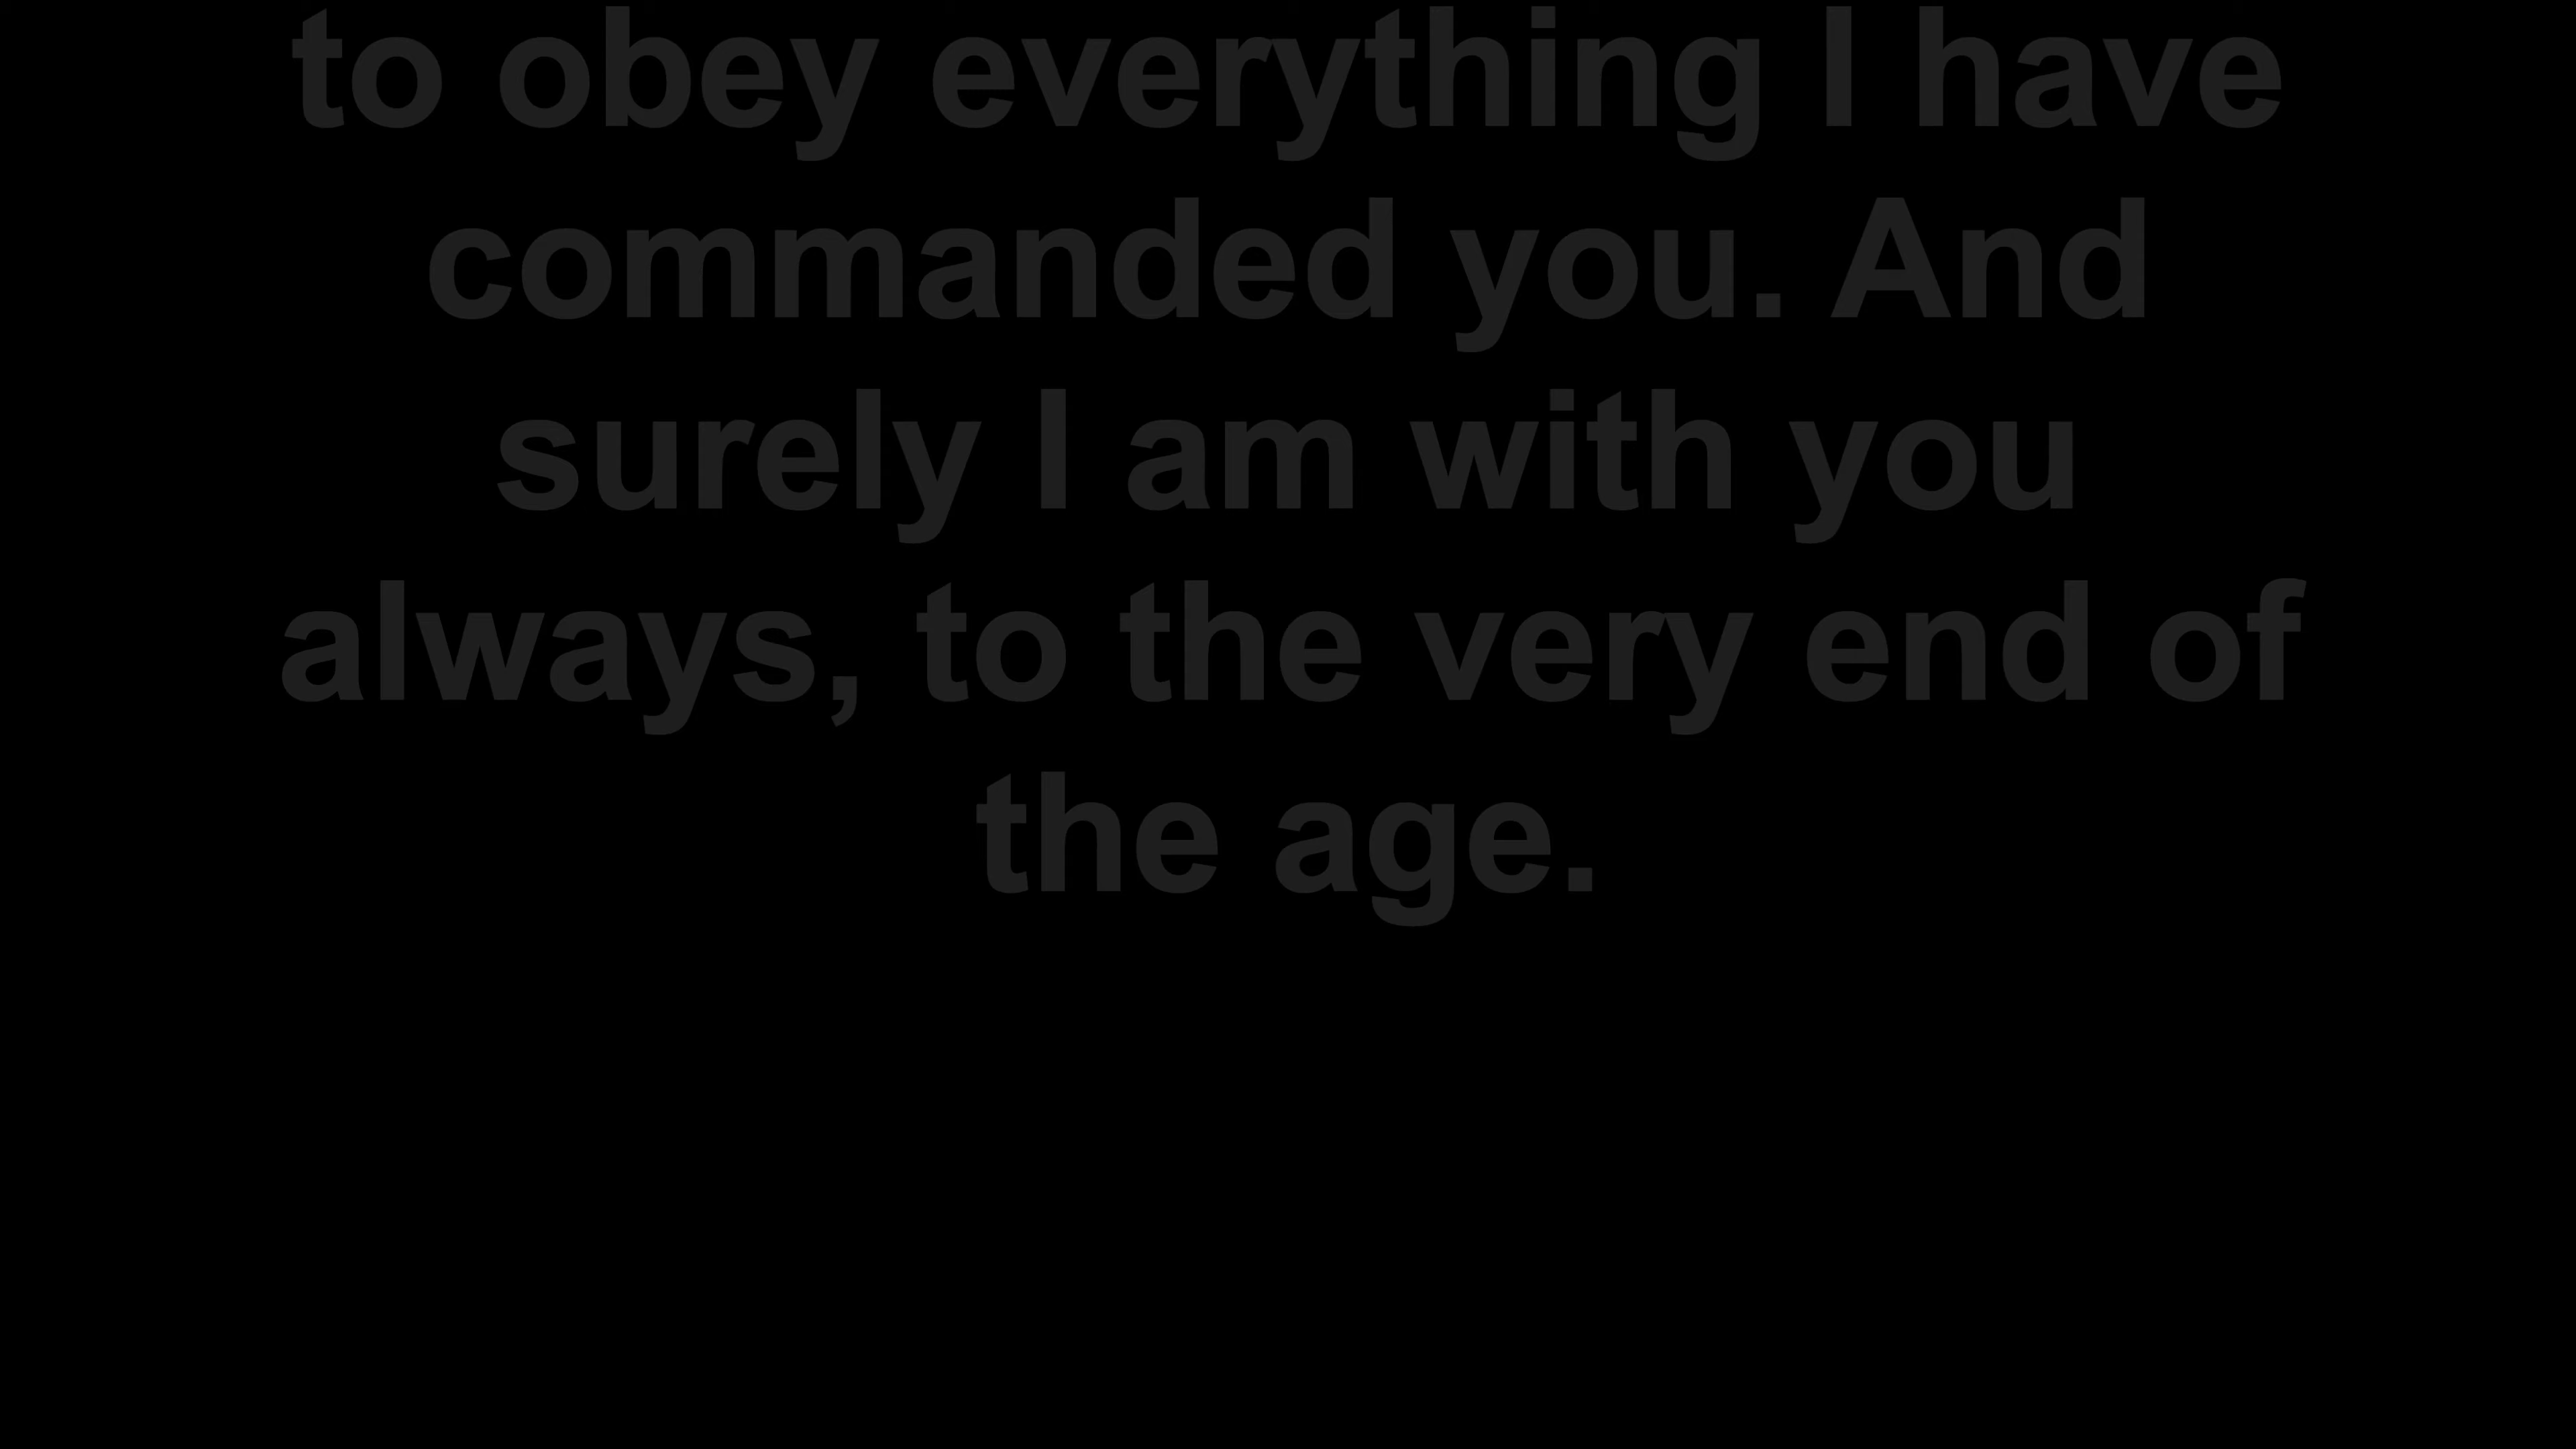 to obey everything I have
commanded you. And
surely I am with you
always, to the very end of
the age.